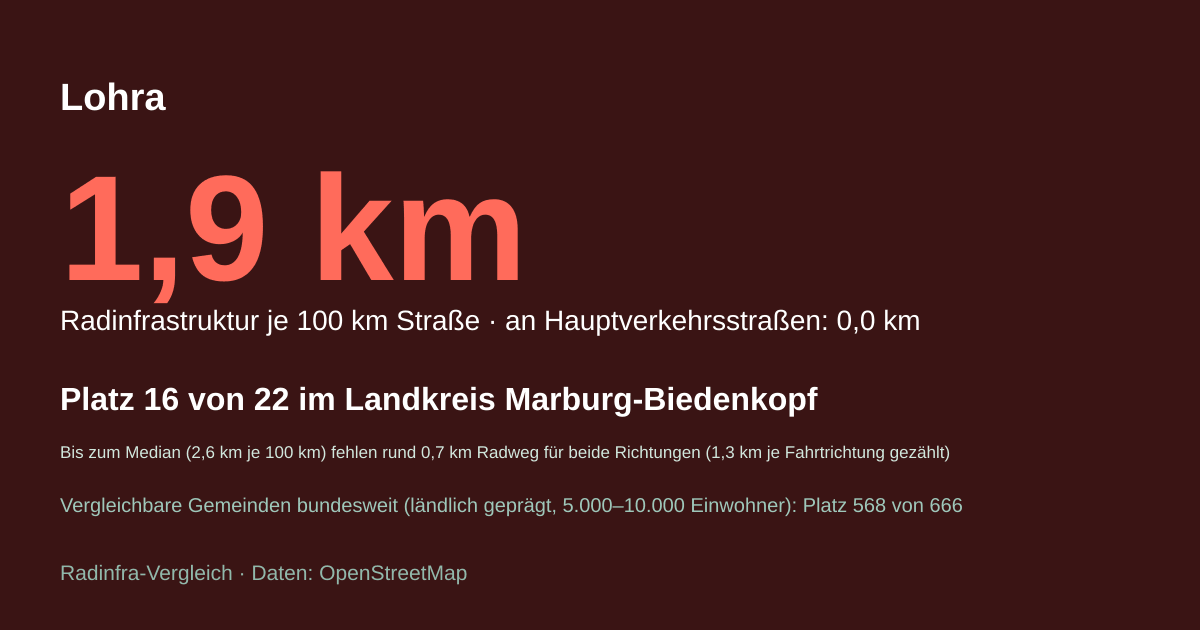 Lohra
1,9 km
Radinfrastruktur je 100 km Straße · an Hauptverkehrsstraßen: 0,0 km
Platz 16 von 22 im Landkreis Marburg-Biedenkopf
Bis zum Median (2,6 km je 100 km) fehlen rund 0,7 km Radweg für beide Richtungen (1,3 km je Fahrtrichtung gezählt)
Vergleichbare Gemeinden bundesweit (ländlich geprägt, 5.000–10.000 Einwohner): Platz 568 von 666
Radinfra-Vergleich · Daten: OpenStreetMap